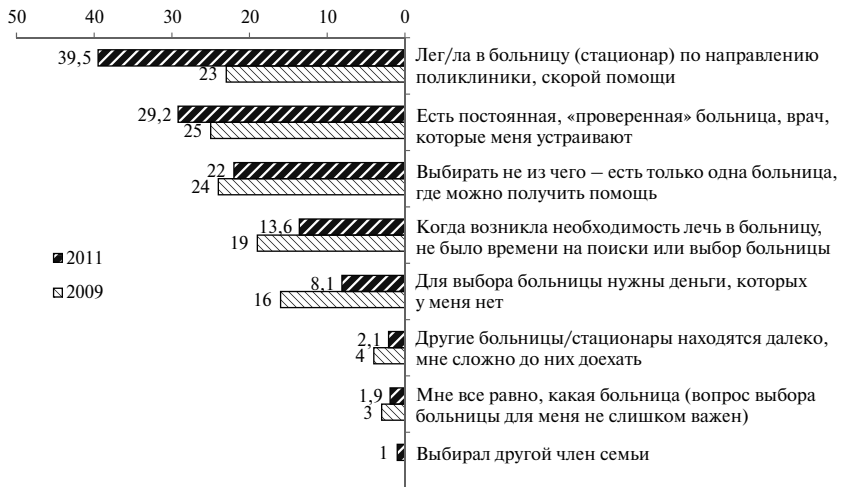 50 40 30 20 10 0
39,5
23
Лег/ла в больницу (стационар) по направлению
поликлиники, скорой помощи
29,2
25
Есть постоянная, «проверенная» больница, врач,
которые меня устраивают
22
24
Выбирать не из чего – есть только одна больница,
где можно получить помощь
13,6
19
Когда возникла необходимость лечь в больницу,
не было времени на поиски или выбор больницы
2011
2009
8,1
16
Для выбора больницы нужны деньги, которых
у меня нет
2,1
4
Другие больницы/стационары находятся далеко,
мне сложно до них доехать
1,9
3
Мне все равно, какая больница (вопрос выбора
больницы для меня не слишком важен)
1
Выбирал другой член семьи